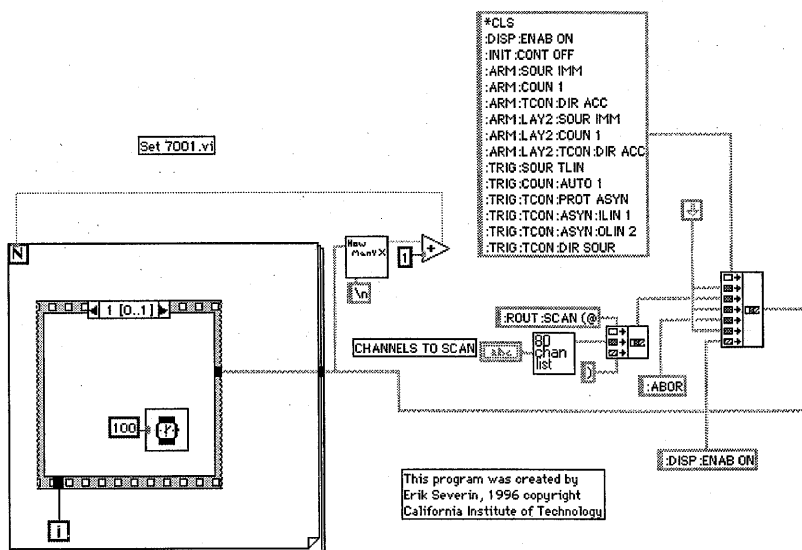 *CLS
:DISP:ENAB ON
:INIT:CONT OFF
:ARM:SOUR IMM
:ARM:COUN 1
:ARM:TCON:DIR ACC
:ARM:LAY2:SOUR IMM
:ARM:LAY2:COUN 1
:ARM:LAY2:TCON:DIR ACC
:TRIG:SOUR TLIN
:TRIG:COUN:AUTO 1
:TRIG:TCON:PROT ASYN
:TRIG:TCON:ASYN:ILIN 1
:TRIG:TCON:ASYN:OLIN 2
:TRIG:TCON:DIR SOUR
Set 7001.vi
N
How
Many X
1
+
\n
1 [0..1]
:ROUT:SCAN (@
CHANNELS TO SCAN
abc
80
chan
list
)
:ABOR
100
:DISP:ENAB ON
i
This program was created by
Erik Severin, 1996 copyright
California Institute of Technology